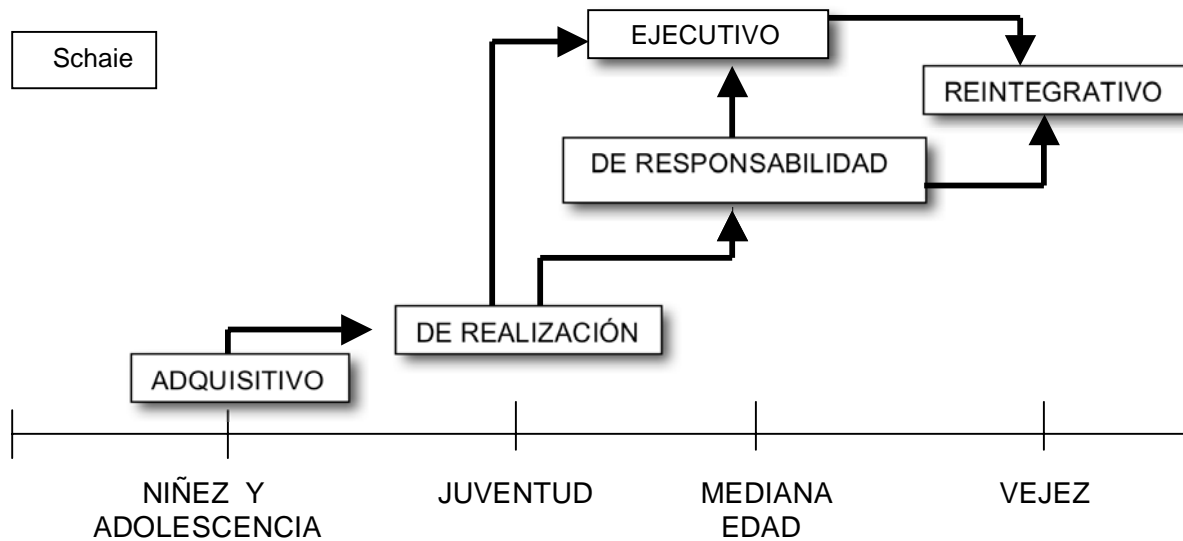 Schaie
EJECUTIVO
REINTEGRATIVO
DE RESPONSABILIDAD
DE REALIZACIÓN
ADQUISITIVO
NIÑEZ Y
ADOLESCENCIA
JUVENTUD
MEDIANA
EDAD
VEJEZ